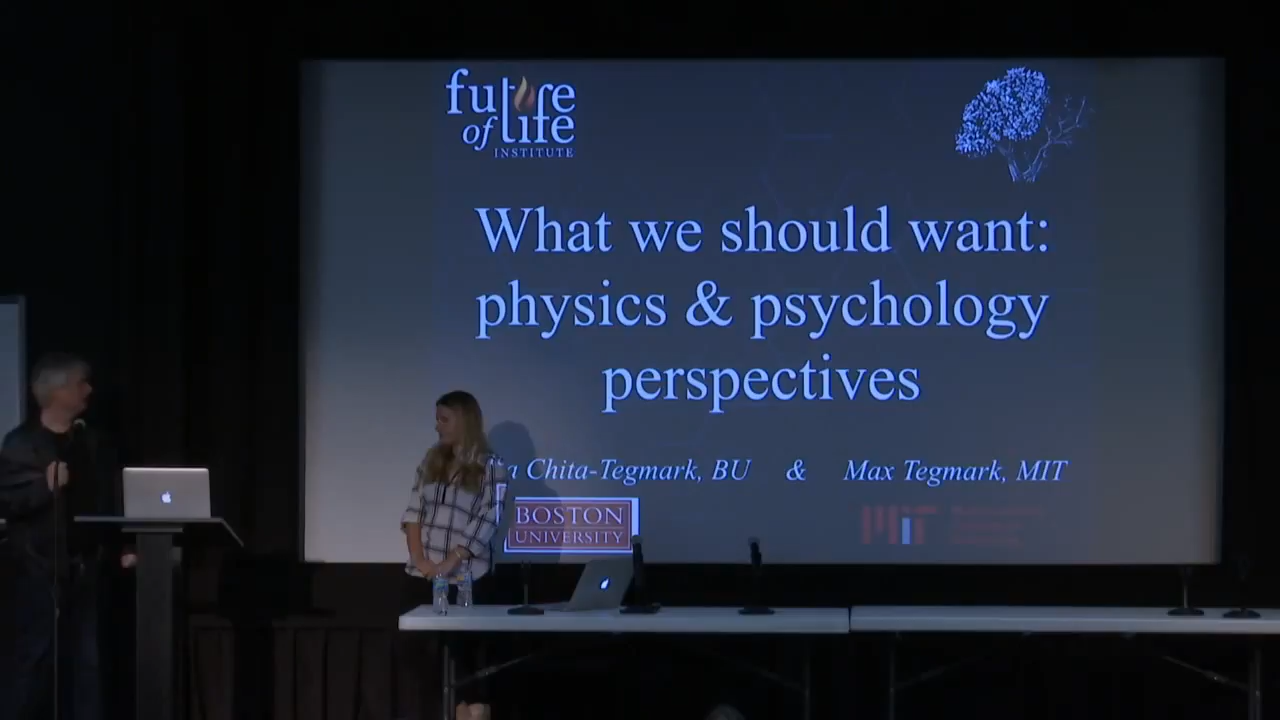 future
of life
INSTITUTE
What we should want:
physics & psychology
perspectives
Chita-Tegmark, BU & Max Tegmark, MIT
BOSTON
UNIVERSITY
MIT